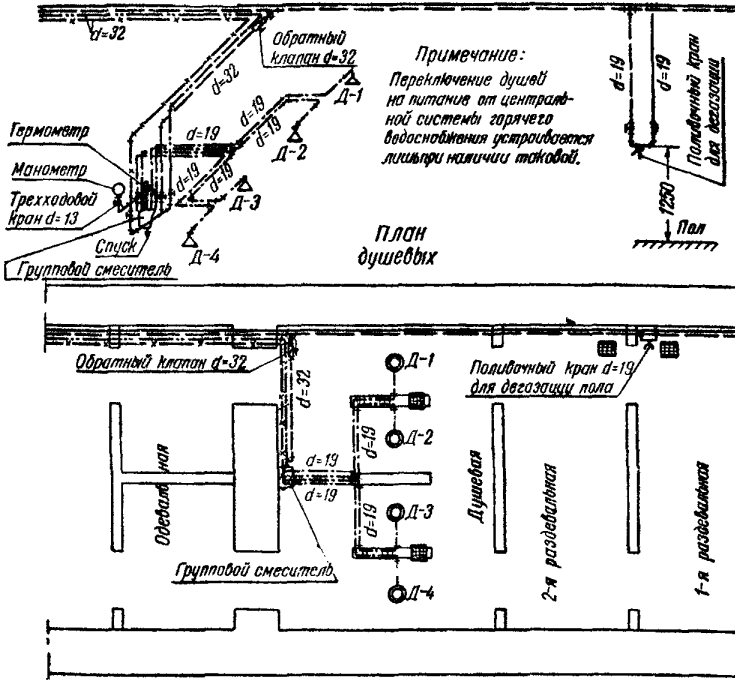 d=32
Обратный
клапан d=32
d=32
Примечание:
Переключение душей
на питание от централь-
ной системы горячего
водоснабжения устраивается
лишь при наличии таковой.
d=19
d=19
Поливочный кран
для дегазации
1250
Пол
Д-1
d=19
d=19
Д-2
Термометр
d=19
Манометр
d=19
d=19
Трехходовой
кран d=13
Д-3
Спуск
Д-4
Групповой смеситель
План
душевых
Обратный клапан d=32
d=32
Д-1
Поливочный кран d=19
для дегазации пола
d=19
Д-2
Одевальная
d=19
d=19
d=19
Д-3
Душевая
2-я раздевальная
1-я раздевальная
Групповой смеситель
Д-4